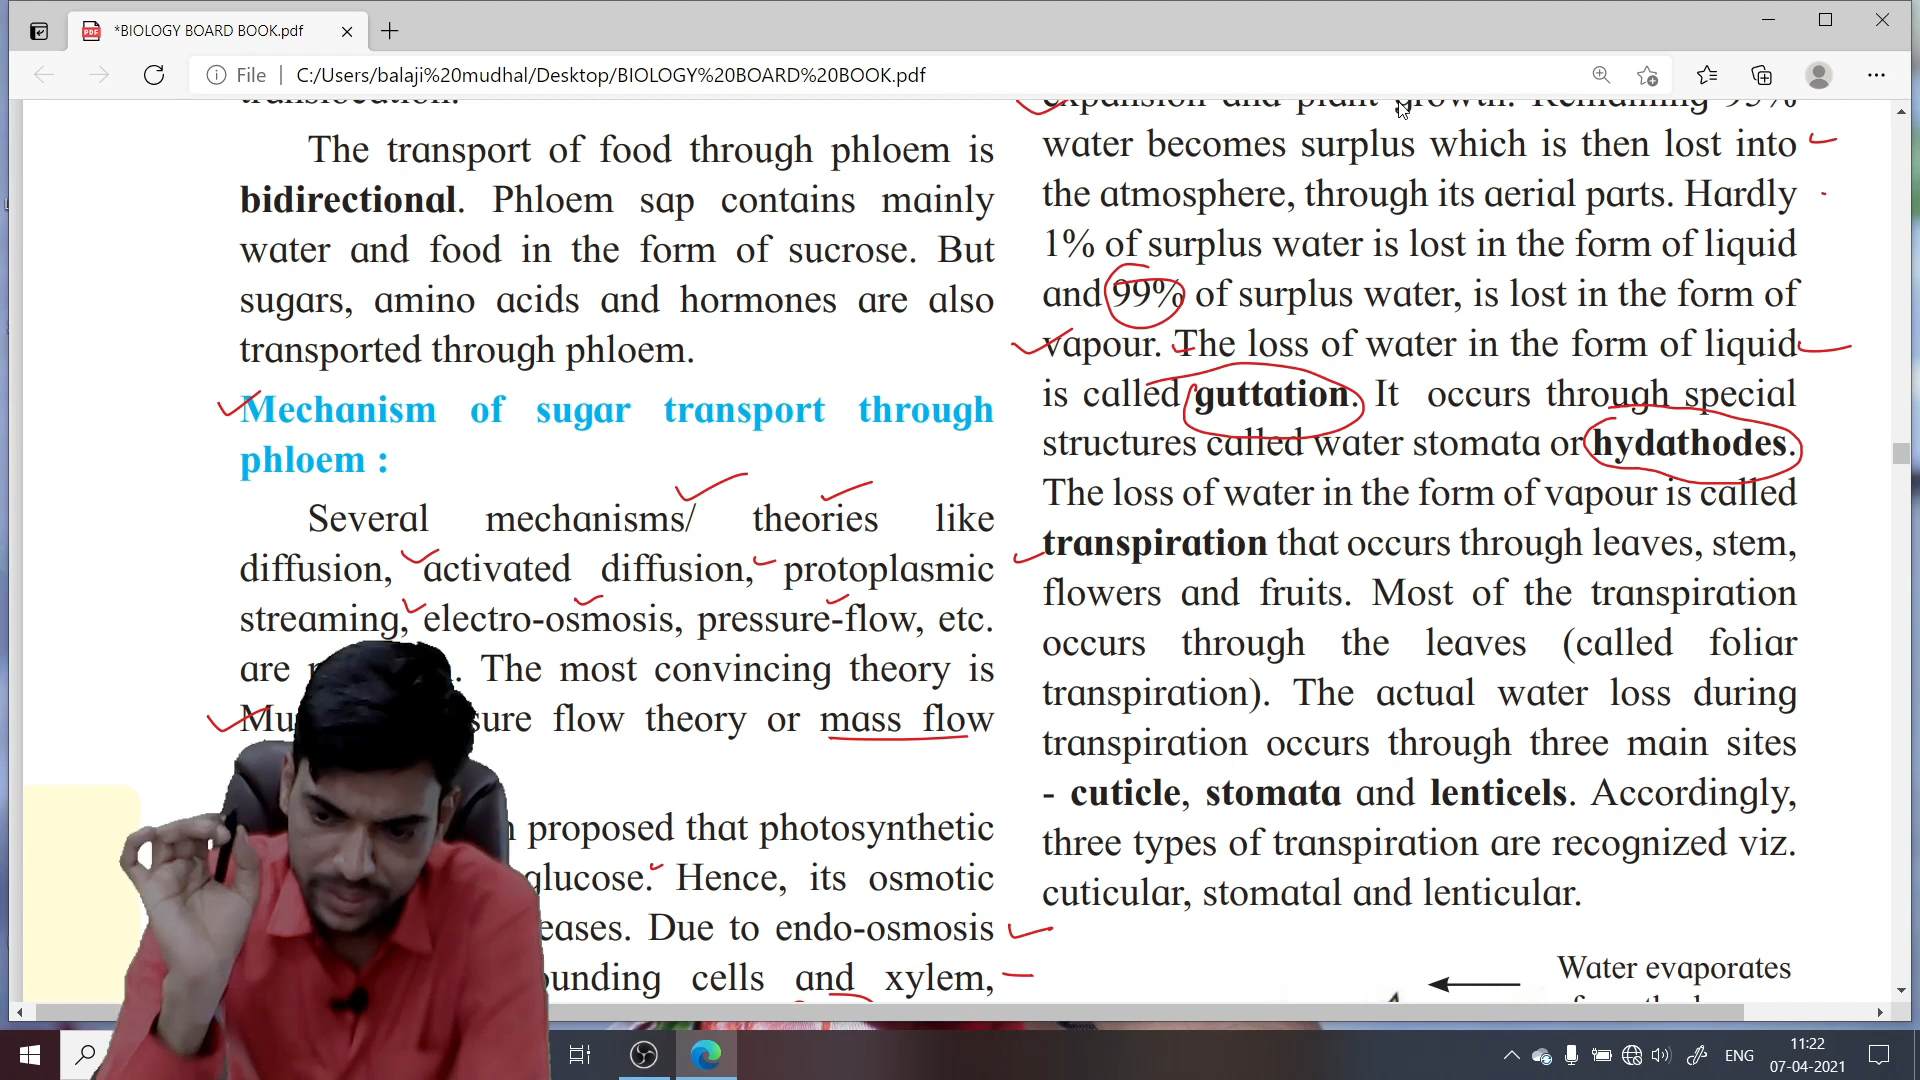 *BIOLOGY BOARD BOOK.pdf
File
C:/Users/balaji%20mudhal/Desktop/BIOLOGY%20BOARD%20BOOK.pdf
translocation.
The transport of food through phloem is
bidirectional. Phloem sap contains mainly
water and food in the form of sucrose. But
sugars, amino acids and hormones are also
transported through phloem.
Mechanism of sugar transport through
phloem :
Several mechanisms/ theories like
diffusion, activated diffusion, protoplasmic
streaming, electro-osmosis, pressure-flow, etc.
are . The most convincing theory is
Mu sure flow theory or mass flow
proposed that photosynthetic
glucose. Hence, its osmotic
eases. Due to endo-osmosis
ounding cells and xylem,
expansion and plant growth. Remaining 95%
water becomes surplus which is then lost into
the atmosphere, through its aerial parts. Hardly
1% of surplus water is lost in the form of liquid
and 99% of surplus water, is lost in the form of
vapour. The loss of water in the form of liquid
is called guttation. It occurs through special
structures called water stomata or hydathodes.
The loss of water in the form of vapour is called
transpiration that occurs through leaves, stem,
flowers and fruits. Most of the transpiration
occurs through the leaves (called foliar
transpiration). The actual water loss during
transpiration occurs through three main sites
- cuticle, stomata and lenticels. Accordingly,
three types of transpiration are recognized viz.
cuticular, stomatal and lenticular.
Water evaporates
ENG
11:22
07-04-2021